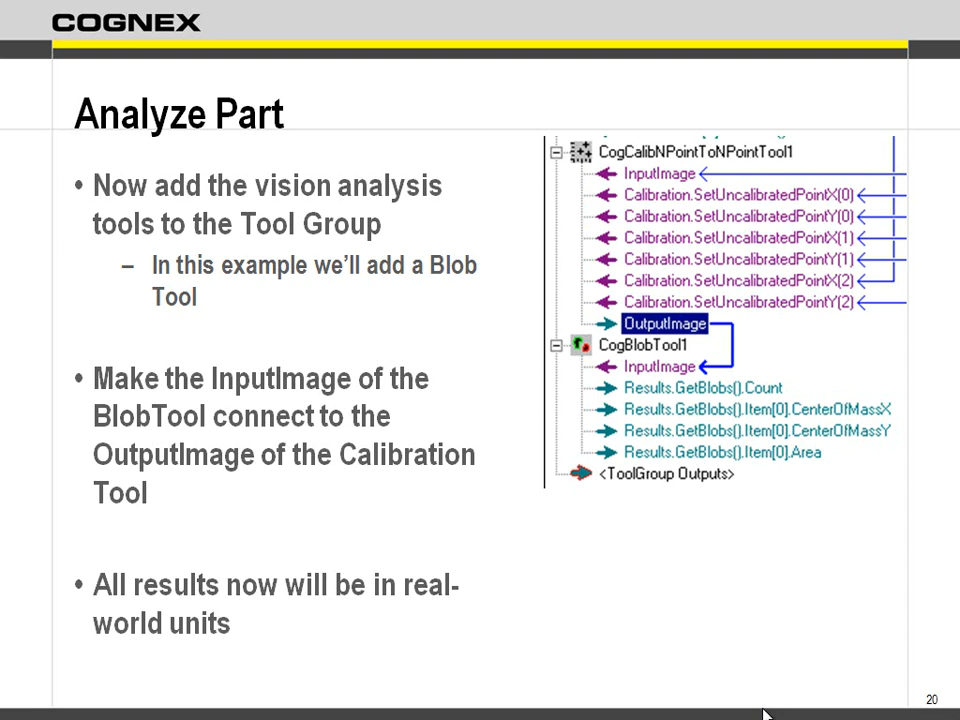 COGNEX
Analyze Part
• Now add the vision analysis
tools to the Tool Group
– In this example we'll add a Blob
Tool
• Make the InputImage of the
BlobTool connect to the
OutputImage of the Calibration
Tool
• All results now will be in real-
world units
CogCalibNPointToNPointTool1
InputImage
Calibration.SetUncalibratedPointX(0)
Calibration.SetUncalibratedPointY(0)
Calibration.SetUncalibratedPointX(1)
Calibration.SetUncalibratedPointY(1)
Calibration.SetUncalibratedPointX(2)
Calibration.SetUncalibratedPointY(2)
OutputImage
CogBlobTool1
InputImage
Results.GetBlobs().Count
Results.GetBlobs().Item[0].CenterOfMassX
Results.GetBlobs().Item[0].CenterOfMassY
Results.GetBlobs().Item[0].Area
<ToolGroup Outputs>
20